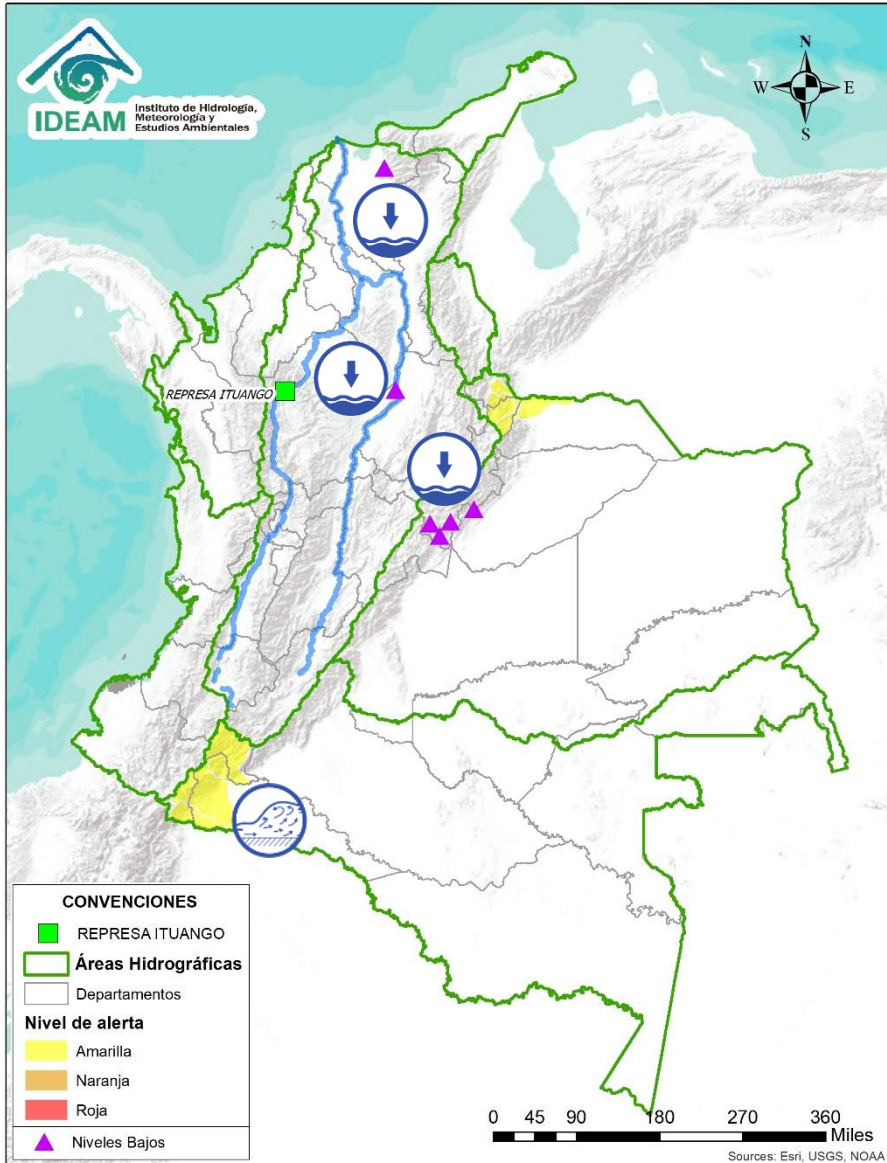 IDEAM
Instituto de Hidrología,
Meteorología y
Estudios Ambientales
N
W
E
S
REPRESA ITUANGO
CONVENCIONES
REPRESA ITUANGO
Áreas Hidrográficas
Departamentos
Nivel de alerta
Amarilla
Naranja
Roja
Niveles Bajos
0 45 90 180 270 360
Miles
Sources: Esri, USGS, NOAA